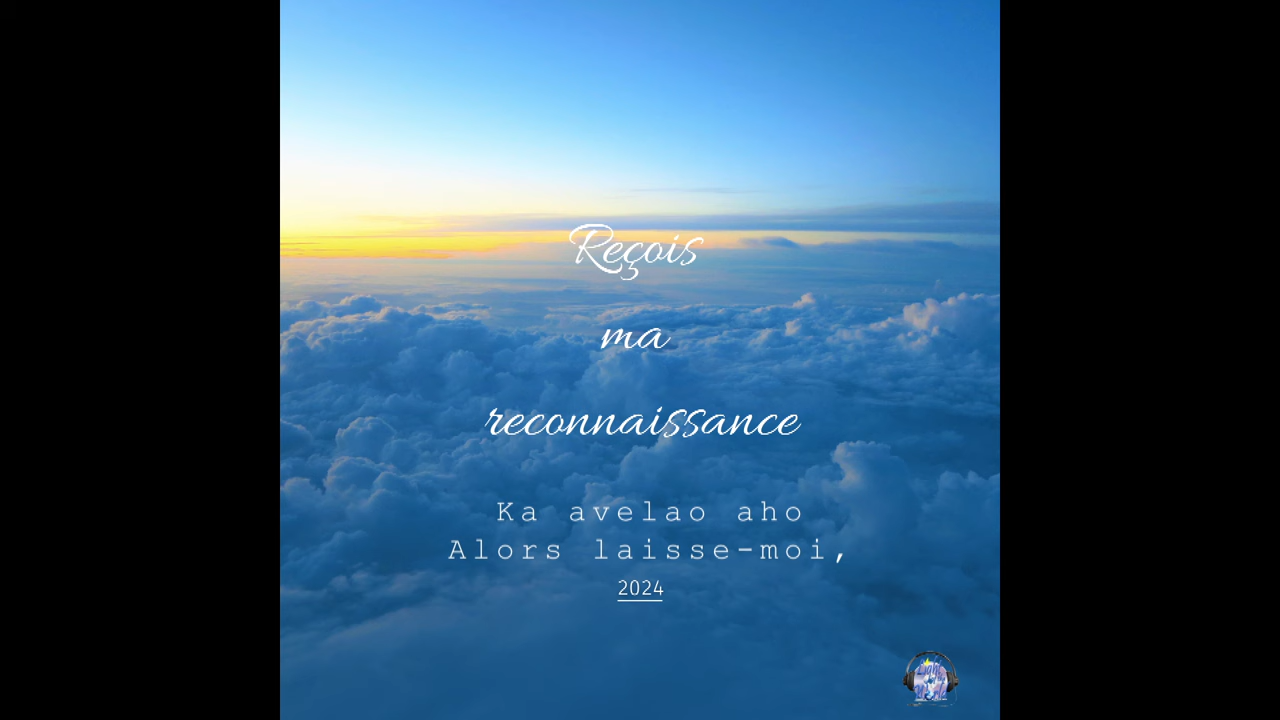 Reçois
ma
reconnaissance
Ka avelao aho
Alors laisse-moi,
2024